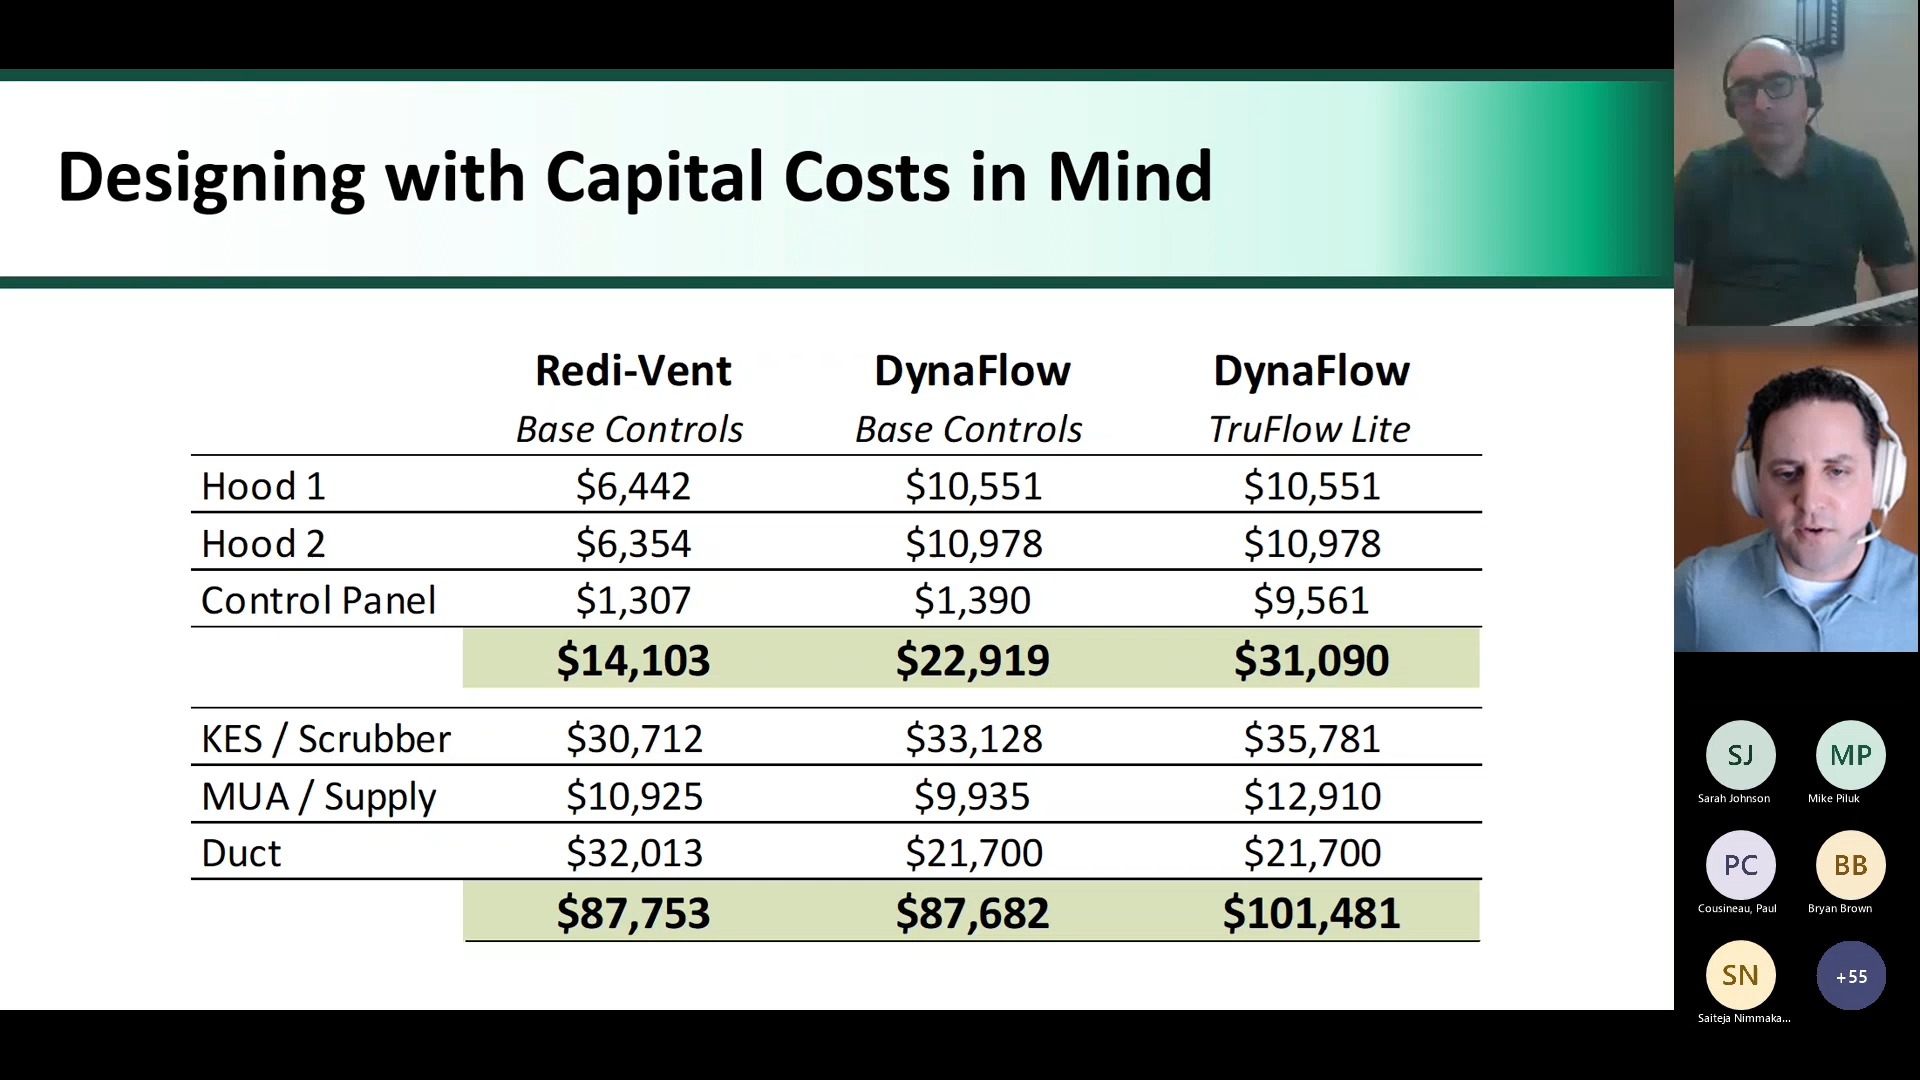 Designing with Capital Costs in Mind
Redi-Vent DynaFlow DynaFlow
Base Controls Base Controls TruFlow Lite
Hood 1 $6,442 $10,551 $10,551
Hood 2 $6,354 $10,978 $10,978
Control Panel $1,307 $1,390 $9,561
$14,103 $22,919 $31,090
KES / Scrubber $30,712 $33,128 $35,781
MUA / Supply $10,925 $9,935 $12,910
Duct $32,013 $21,700 $21,700
$87,753 $87,682 $101,481
SJ MP
Sarah Johnson Mike Piluk
PC BB
Cousineau, Paul Bryan Brown
SN +55
Saiteja Nimmaka...